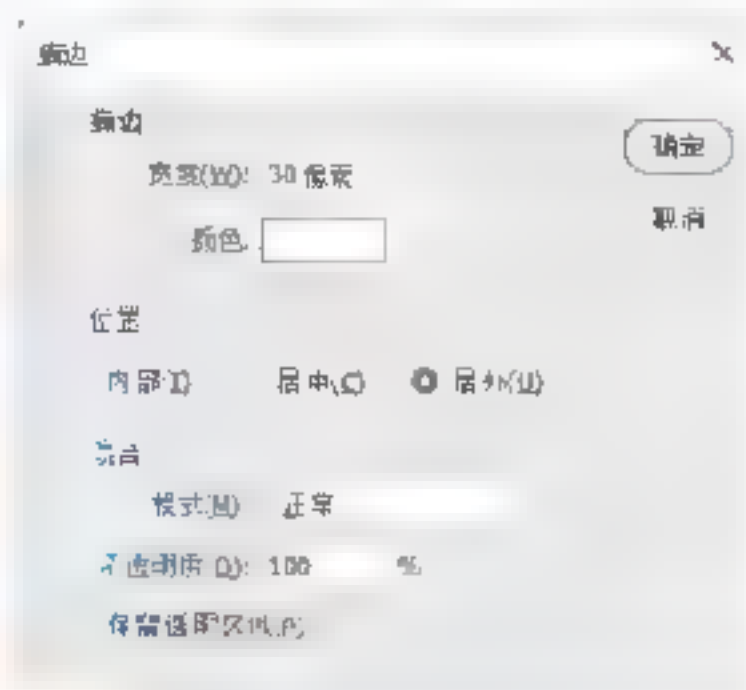 描边
描边
确定
宽度(W): 30 像素
取消
颜色:
位置
内部(I) 居中(C) 居外(U)
混合
模式(M) 正常
不透明度(O): 100 %
保留透明区域(P)